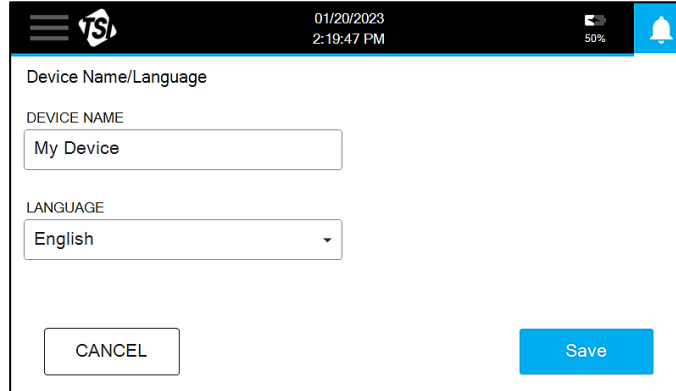 TSI
01/20/2023
2:19:47 PM
50%
Device Name/Language
DEVICE NAME
My Device
LANGUAGE
English
CANCEL
Save